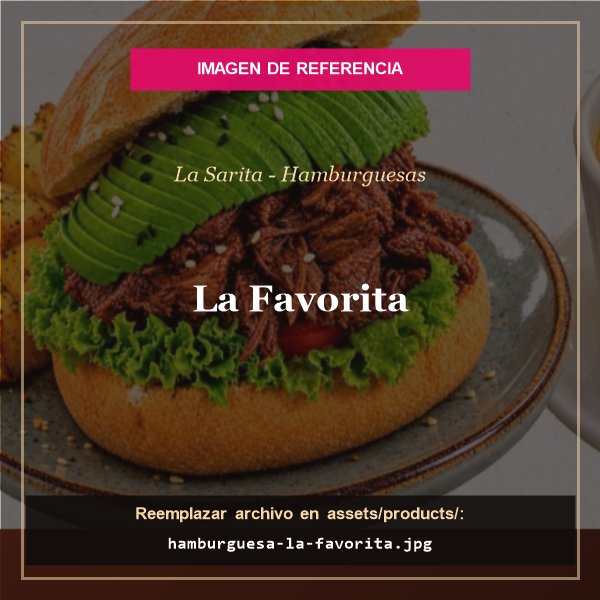 IMAGEN DE REFERENCIA
La Sarita - Hamburguesas
La Favorita
Reemplazar archivo en assets/products/:
hamburguesa-la-favorita.jpg